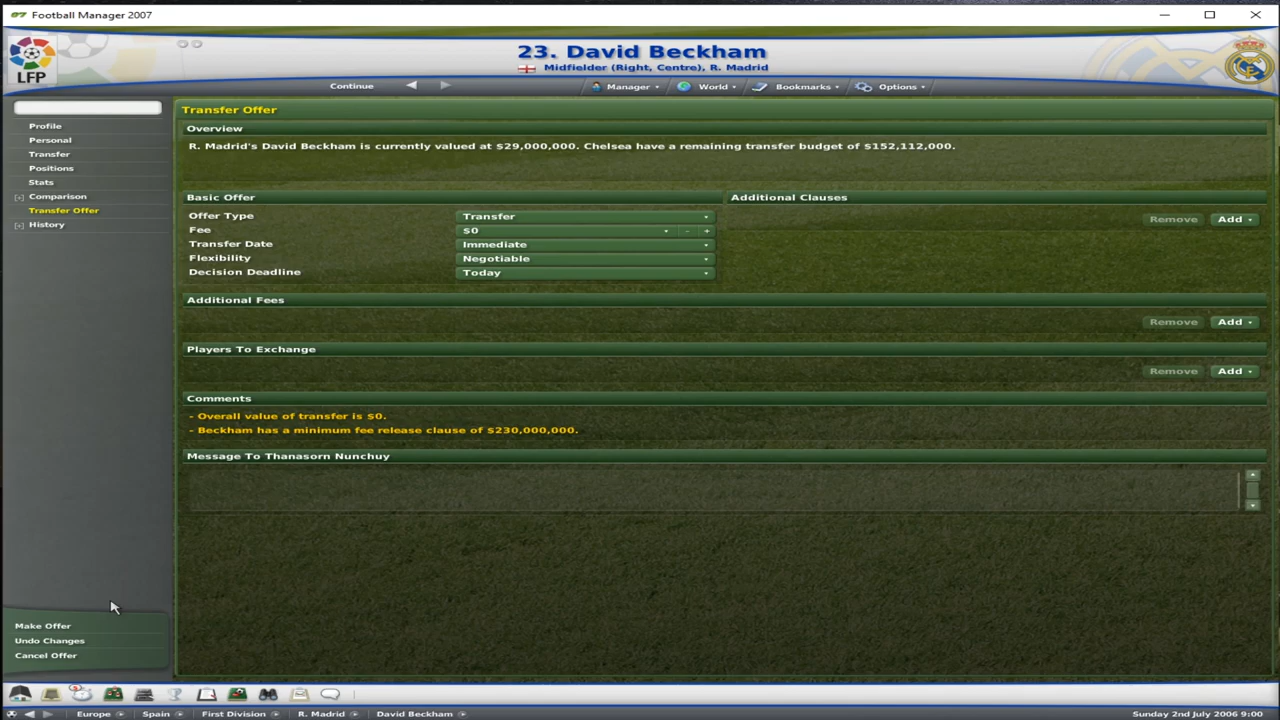 07 Football Manager 2007
LFP
23. David Beckham
Midfielder (Right, Centre), R. Madrid
Continue
Manager
World
Bookmarks
Options
Profile
Personal
Transfer
Positions
Stats
Comparison
Transfer Offer
History
Transfer Offer
Overview
R. Madrid's David Beckham is currently valued at $29,000,000. Chelsea have a remaining transfer budget of $152,112,000.
Basic Offer
Offer Type Transfer
Fee $0 - +
Transfer Date Immediate
Flexibility Negotiable
Decision Deadline Today
Additional Clauses
Remove Add
Additional Fees
Remove Add
Players To Exchange
Remove Add
Comments
- Overall value of transfer is $0.
- Beckham has a minimum fee release clause of $230,000,000.
Message To Thanasorn Nunchuy
Make Offer
Undo Changes
Cancel Offer
Europe Spain First Division R. Madrid David Beckham Sunday 2nd July 2006 9:00